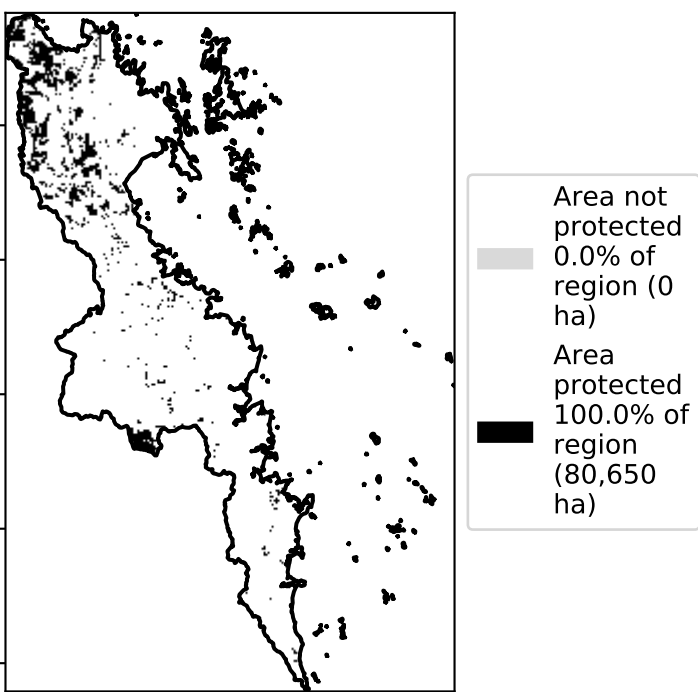 Area not
protected
0.0% of
region (0
ha)
Area
protected
100.0% of
region
(80,650
ha)